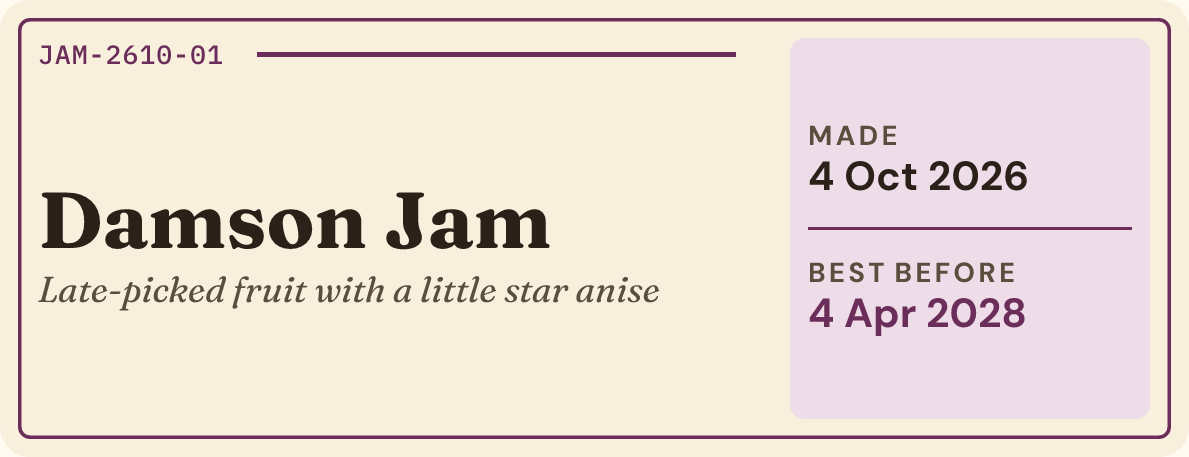 JAM-2610-01
Damson Jam
Late-picked fruit with a little star anise
MADE
4 Oct 2026
BEST BEFORE
4 Apr 2028